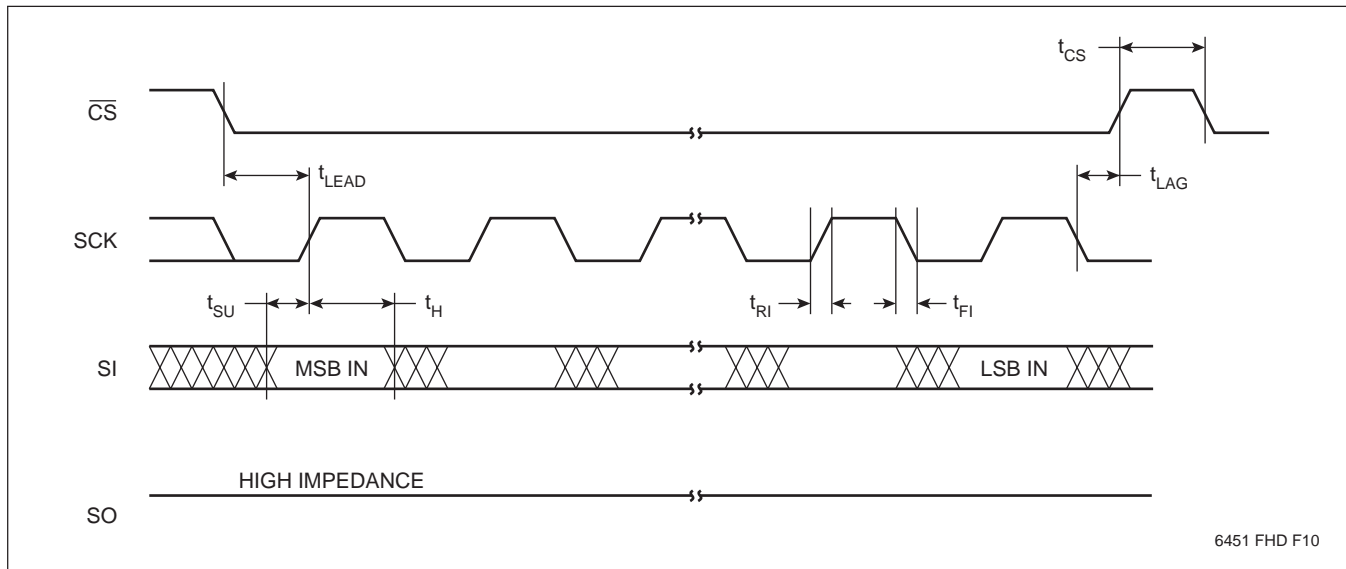 tCS
CS
tLEAD
tLAG
SCK
tSU
tH
tRI
tFI
SI
MSB IN
LSB IN
HIGH IMPEDANCE
SO
6451 FHD F10